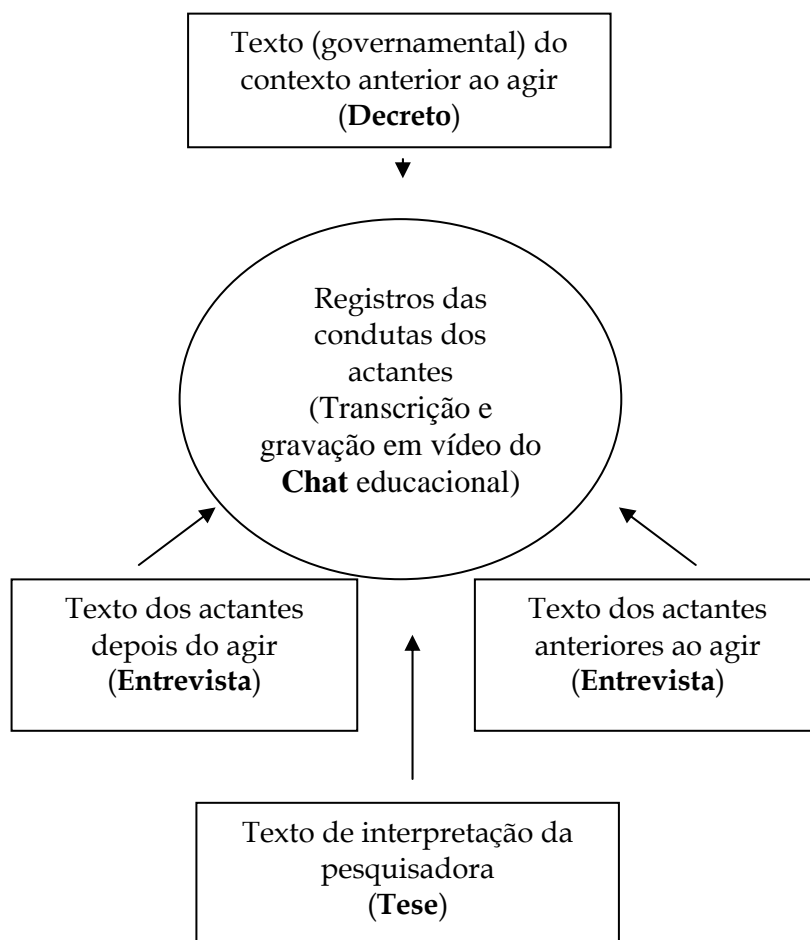 Texto (governamental) do
contexto anterior ao agir
(Decreto)
Registros das
condutas dos
actantes
(Transcrição e
gravação em vídeo do
Chat educacional)
Texto dos actantes
depois do agir
(Entrevista)
Texto dos actantes
anteriores ao agir
(Entrevista)
Texto de interpretação da
pesquisadora
(Tese)